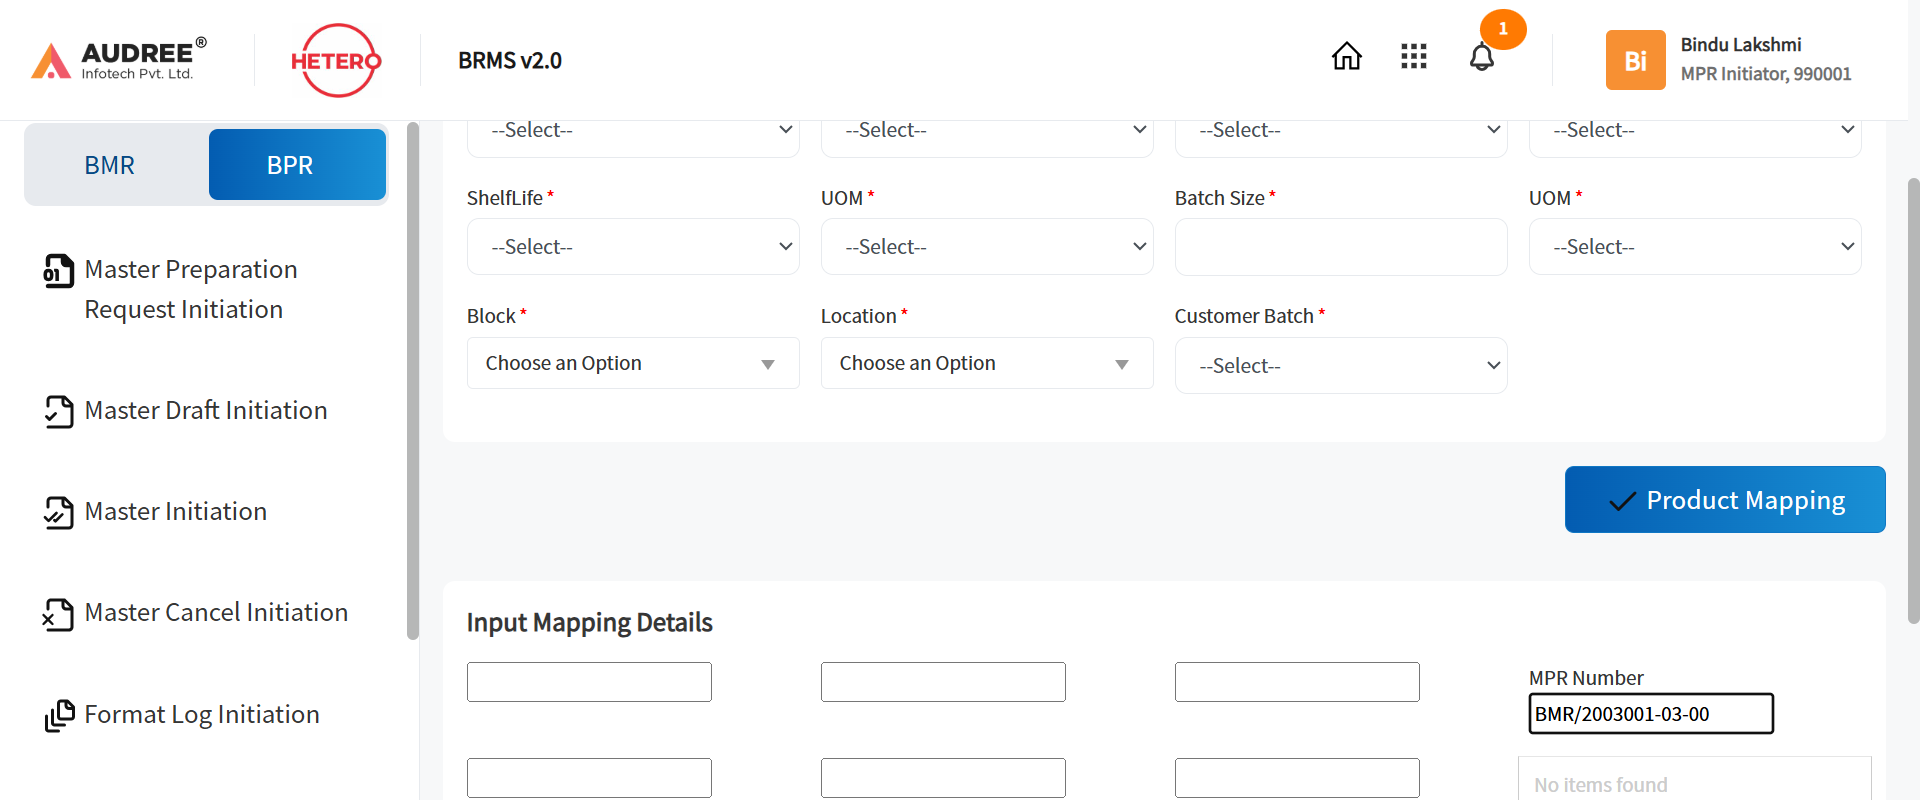 AUDREE®
Infotech Pvt. Ltd.
HETERO
BRMS v2.0
1
Bi
Bindu Lakshmi
MPR Initiator, 990001
BMR
BPR
Master Preparation
Request Initiation
Master Draft Initiation
Master Initiation
Master Cancel Initiation
Format Log Initiation
--Select--
--Select--
--Select--
--Select--
ShelfLife *
UOM *
Batch Size *
UOM *
--Select--
--Select--
--Select--
Block *
Location *
Customer Batch *
Choose an Option
Choose an Option
--Select--
Product Mapping
Input Mapping Details
MPR Number
BMR/2003001-03-00
No items found